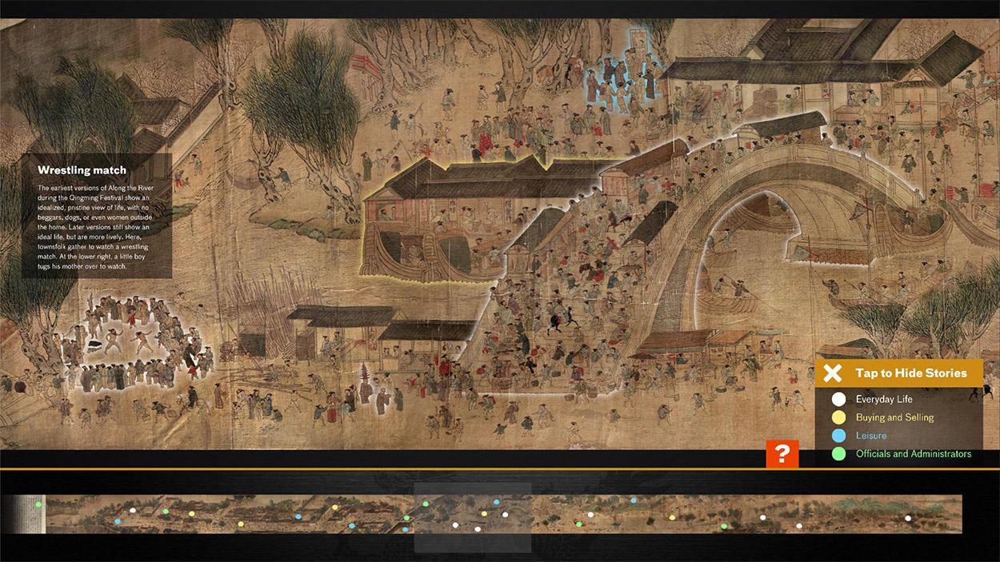 Wrestling match
The earliest versions of Along the River
during the Qingming Festival show an
idealized, pristine view of life, with no
beggars, dogs, or even women outside
the home. Later versions still show an
ideal life, but are more lively. Here,
townsfolk gather to watch a wrestling
match. At the lower right, a little boy
tugs his mother over to watch.
Tap to Hide Stories
Everyday Life
Buying and Selling
Leisure
Officials and Administrators
?